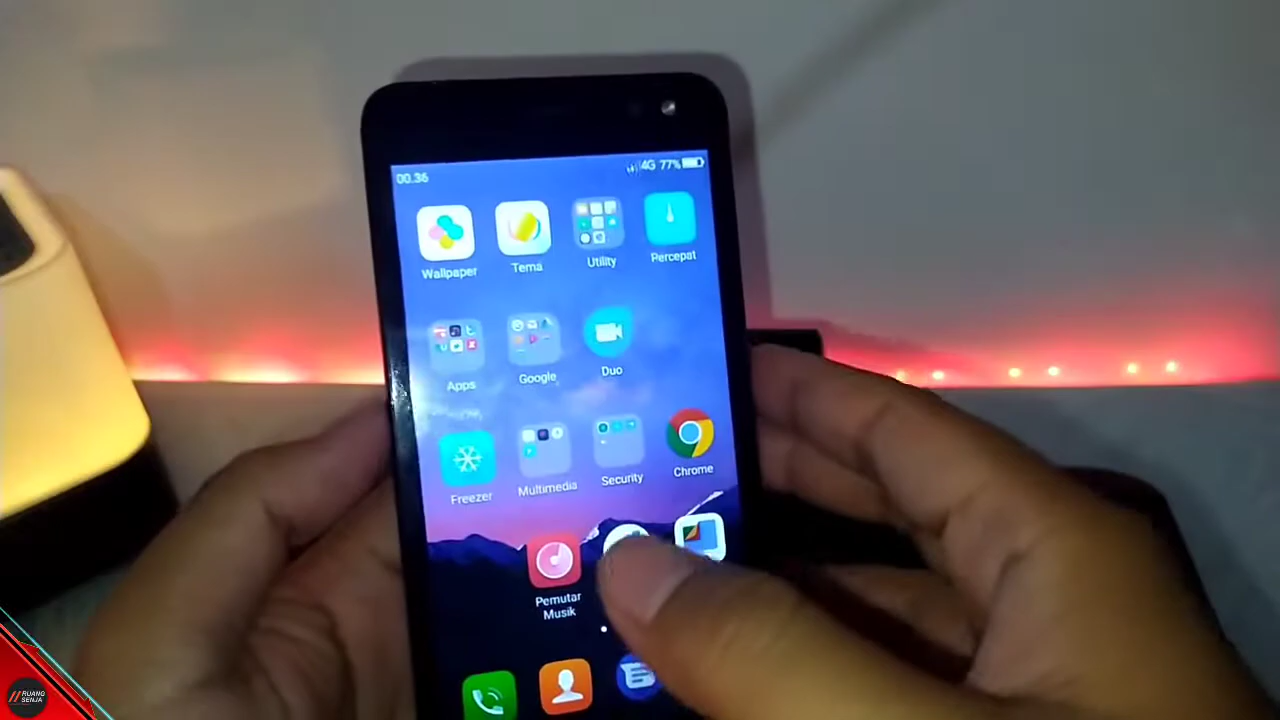 00.36
4G 77%
Wallpaper
Tema
Utility
Percepat
Apps
Google
Duo
Freezer
Multimedia
Security
Chrome
Pemutar
Musik
RUANG
SENJA